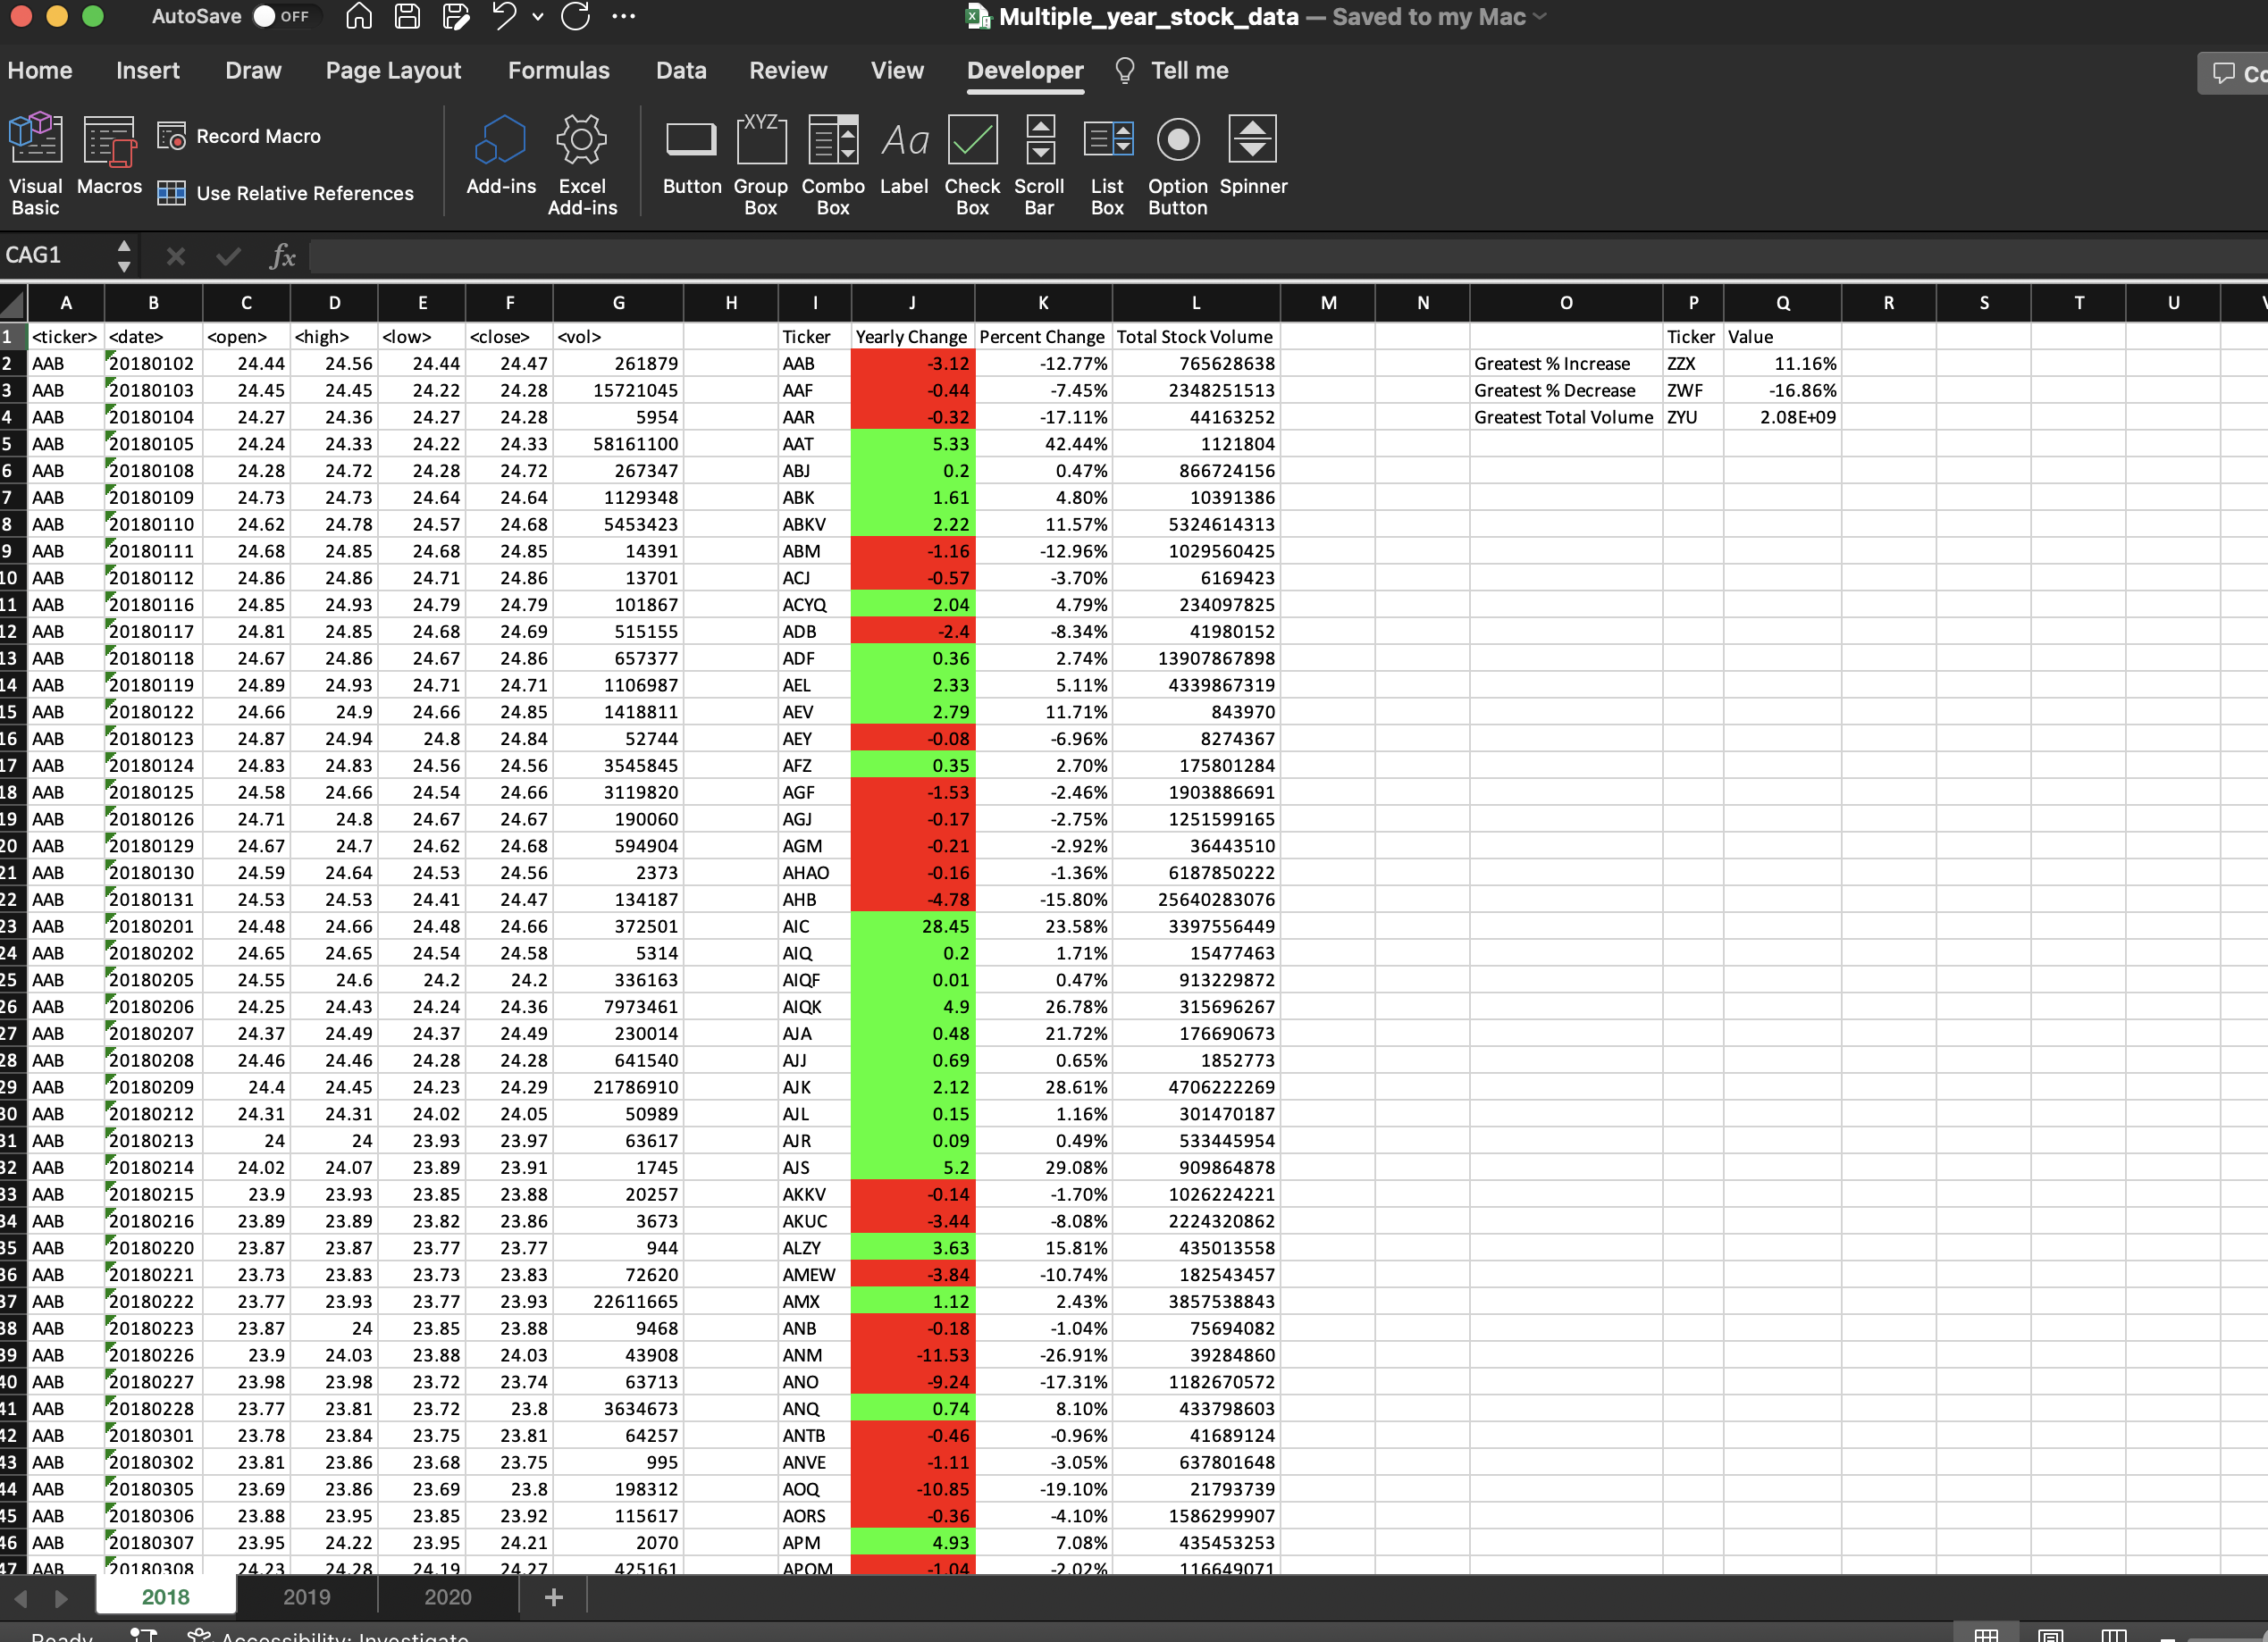 AutoSave OFF Multiple_year_stock_data — Saved to my Mac
Home Insert Draw Page Layout Formulas Data Review View Developer Tell me
Visual Basic Macros Record Macro Use Relative References Add-ins Excel Add-ins Button Group Box Combo Box Label Check Box Scroll Bar List Box Option Button Spinner
XYZ Aa
CAG1 fx
A B C D E F G H I J K L M N O P Q R S T U
1 <ticker> <date> <open> <high> <low> <close> <vol> Ticker Yearly Change Percent Change Total Stock Volume Ticker Value
2 AAB 20180102 24.44 24.56 24.44 24.47 261879 AAB -3.12 -12.77% 765628638 Greatest % Increase ZZX 11.16%
3 AAB 20180103 24.45 24.45 24.22 24.28 15721045 AAF -0.44 -7.45% 2348251513 Greatest % Decrease ZWF -16.86%
4 AAB 20180104 24.27 24.36 24.27 24.28 5954 AAR -0.32 -17.11% 44163252 Greatest Total Volume ZYU 2.08E+09
5 AAB 20180105 24.24 24.33 24.22 24.33 58161100 AAT 5.33 42.44% 1121804
6 AAB 20180108 24.28 24.72 24.28 24.72 267347 ABJ 0.2 0.47% 866724156
7 AAB 20180109 24.73 24.73 24.64 24.64 1129348 ABK 1.61 4.80% 10391386
8 AAB 20180110 24.62 24.78 24.57 24.68 5453423 ABKV 2.22 11.57% 5324614313
9 AAB 20180111 24.68 24.85 24.68 24.85 14391 ABM -1.16 -12.96% 1029560425
10 AAB 20180112 24.86 24.86 24.71 24.86 13701 ACJ -0.57 -3.70% 6169423
11 AAB 20180116 24.85 24.93 24.79 24.79 101867 ACYQ 2.04 4.79% 234097825
12 AAB 20180117 24.81 24.85 24.68 24.69 515155 ADB -2.4 -8.34% 41980152
13 AAB 20180118 24.67 24.86 24.67 24.86 657377 ADF 0.36 2.74% 13907867898
14 AAB 20180119 24.89 24.93 24.71 24.71 1106987 AEL 2.33 5.11% 4339867319
15 AAB 20180122 24.66 24.9 24.66 24.85 1418811 AEV 2.79 11.71% 843970
16 AAB 20180123 24.87 24.94 24.8 24.84 52744 AEY -0.08 -6.96% 8274367
17 AAB 20180124 24.83 24.83 24.56 24.56 3545845 AFZ 0.35 2.70% 175801284
18 AAB 20180125 24.58 24.66 24.54 24.66 3119820 AGF -1.53 -2.46% 1903886691
19 AAB 20180126 24.71 24.8 24.67 24.67 190060 AGJ -0.17 -2.75% 1251599165
20 AAB 20180129 24.67 24.7 24.62 24.68 594904 AGM -0.21 -2.92% 36443510
21 AAB 20180130 24.59 24.64 24.53 24.56 2373 AHAO -0.16 -1.36% 6187850222
22 AAB 20180131 24.53 24.53 24.41 24.47 134187 AHB -4.78 -15.80% 25640283076
23 AAB 20180201 24.48 24.66 24.48 24.66 372501 AIC 28.45 23.58% 3397556449
24 AAB 20180202 24.65 24.65 24.54 24.58 5314 AIQ 0.2 1.71% 15477463
25 AAB 20180205 24.55 24.6 24.2 24.2 336163 AIQF 0.01 0.47% 913229872
26 AAB 20180206 24.25 24.43 24.24 24.36 7973461 AIQK 4.9 26.78% 315696267
27 AAB 20180207 24.37 24.49 24.37 24.49 230014 AJA 0.48 21.72% 176690673
28 AAB 20180208 24.46 24.46 24.28 24.28 641540 AJJ 0.69 0.65% 1852773
29 AAB 20180209 24.4 24.45 24.23 24.29 21786910 AJK 2.12 28.61% 4706222269
30 AAB 20180212 24.31 24.31 24.02 24.05 50989 AJL 0.15 1.16% 301470187
31 AAB 20180213 24 24 23.93 23.97 63617 AJR 0.09 0.49% 533445954
32 AAB 20180214 24.02 24.07 23.89 23.91 1745 AJS 5.2 29.08% 909864878
33 AAB 20180215 23.9 23.93 23.85 23.88 20257 AKKV -0.14 -1.70% 1026224221
34 AAB 20180216 23.89 23.89 23.82 23.86 3673 AKUC -3.44 -8.08% 2224320862
35 AAB 20180220 23.87 23.87 23.77 23.77 944 ALZY 3.63 15.81% 435013558
36 AAB 20180221 23.73 23.83 23.73 23.83 72620 AMEW -3.84 -10.74% 182543457
37 AAB 20180222 23.77 23.93 23.77 23.93 22611665 AMX 1.12 2.43% 3857538843
38 AAB 20180223 23.87 24 23.85 23.88 9468 ANB -0.18 -1.04% 75694082
39 AAB 20180226 23.9 24.03 23.88 24.03 43908 ANM -11.53 -26.91% 39284860
40 AAB 20180227 23.98 23.98 23.72 23.74 63713 ANO -9.24 -17.31% 1182670572
41 AAB 20180228 23.77 23.81 23.72 23.8 3634673 ANQ 0.74 8.10% 433798603
42 AAB 20180301 23.78 23.84 23.75 23.81 64257 ANTB -0.46 -0.96% 41689124
43 AAB 20180302 23.81 23.86 23.68 23.75 995 ANVE -1.11 -3.05% 637801648
44 AAB 20180305 23.69 23.86 23.69 23.8 198312 AOQ -10.85 -19.10% 21793739
45 AAB 20180306 23.88 23.95 23.85 23.92 115617 AORS -0.36 -4.10% 1586299907
46 AAB 20180307 23.95 24.22 23.95 24.21 2070 APM 4.93 7.08% 435453253
47 AAB 20180308 24.23 24.28 24.19 24.27 425161 APOM -1.04 -2.02% 116649071
2018 2019 2020 +
Ready Accessibility: Investigate